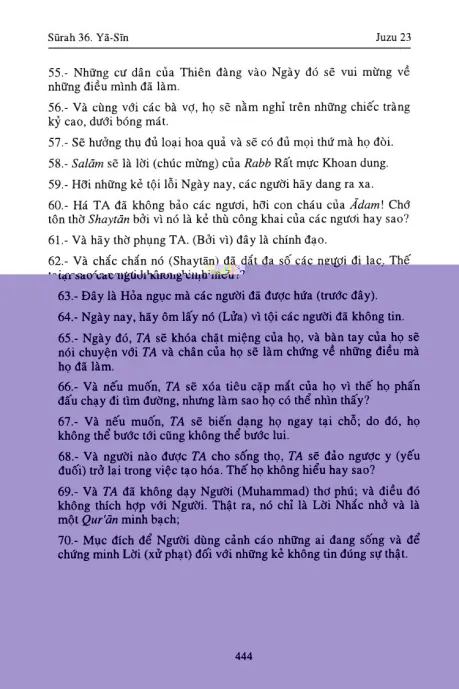 Sūrah 36. Yā-Sīn Juzu 23
55.- Những cư dân của Thiên đàng vào Ngày đó sẽ vui mừng về
những điều mình đã làm.
56.- Và cùng với các bà vợ, họ sẽ nằm nghỉ trên những chiếc tràng
kỷ cao, dưới bóng mát.
57.- Sẽ hưởng thụ đủ loại hoa quả và sẽ có đủ mọi thứ mà họ đòi.
58.- Salām sẽ là lời (chúc mừng) của Rabb Rất mực Khoan dung.
59.- Hỡi những kẻ tội lỗi Ngày nay, các người hãy dang ra xa.
60.- Há TA đã không bảo các ngươi, hỡi con cháu của Ādam! Chớ
tôn thờ Shaytān bởi vì nó là kẻ thù công khai của các ngươi hay sao?
61.- Và hãy thờ phụng TA. (Bởi vì) đây là chính đạo.
62.- Và chắc chắn nó (Shaytān) đã dắt đa số các ngươi đi lạc. Thế
tại sao các người không chịu hiểu?
63.- Đây là Hỏa ngục mà các người đã được hứa (trước đây).
64.- Ngày nay, hãy ôm lấy nó (Lửa) vì tội các người đã không tin.
65.- Ngày đó, TA sẽ khóa chặt miệng của họ, và bàn tay của họ sẽ
nói chuyện với TA và chân của họ sẽ làm chứng về những điều mà
họ đã làm.
66.- Và nếu muốn, TA sẽ xóa tiêu cặp mắt của họ vì thế họ phấn
đấu chạy đi tìm đường, nhưng làm sao họ có thể nhìn thấy?
67.- Và nếu muốn, TA sẽ biến dạng họ ngay tại chỗ; do đó, họ
không thể bước tới cũng không thể bước lui.
68.- Và người nào được TA cho sống thọ, TA sẽ đảo ngược y (yếu
đuối) trở lại trong việc tạo hóa. Thế họ không hiểu hay sao?
69.- Và TA đã không dạy Người (Muhammad) thơ phú; và điều đó
không thích hợp với Người. Thật ra, nó chỉ là Lời Nhắc nhở và là
một Qur'ān minh bạch;
70.- Mục đích để Người dùng cảnh cáo những ai đang sống và để
chứng minh Lời (xử phạt) đối với những kẻ không tin đúng sự thật.
444